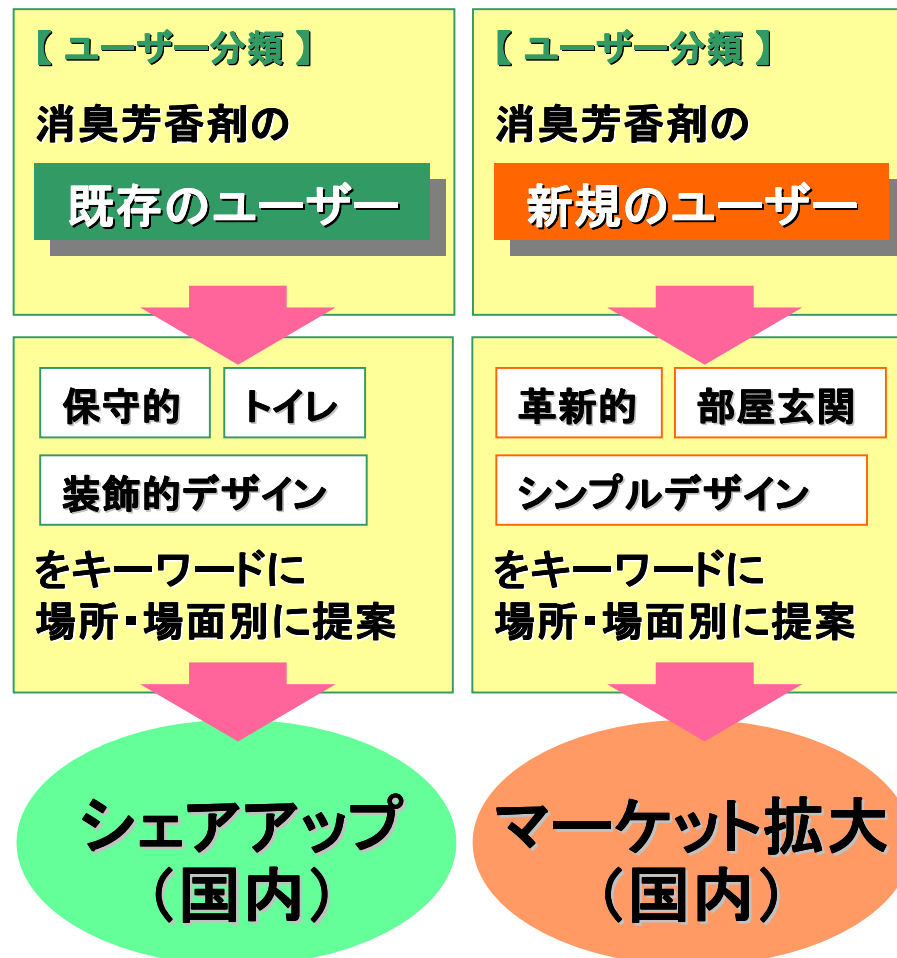 【 ユーザー分類 】
消臭芳香剤の
既存のユーザー
保守的
トイレ
装飾的デザイン
をキーワードに
場所・場面別に提案
シェアアップ
（国内）
【 ユーザー分類 】
消臭芳香剤の
新規のユーザー
革新的
部屋玄関
シンプルデザイン
をキーワードに
場所・場面別に提案
マーケット拡大
（国内）